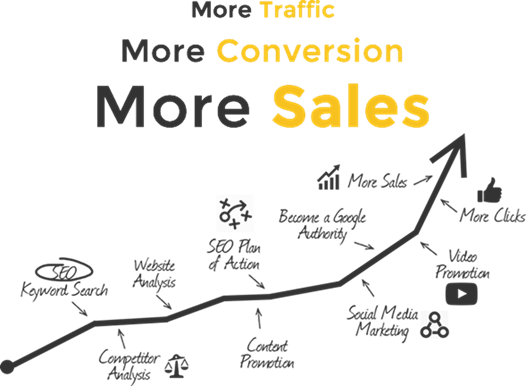 More Traffic
More Conversion
More Sales
SEO
Keyword Search
Competitor
Analysis
Website
Analysis
SEO Plan
of Action
Content
Promotion
Become a Google
Authority
Social Media
Marketing
More Sales
Video
Promotion
More Clicks